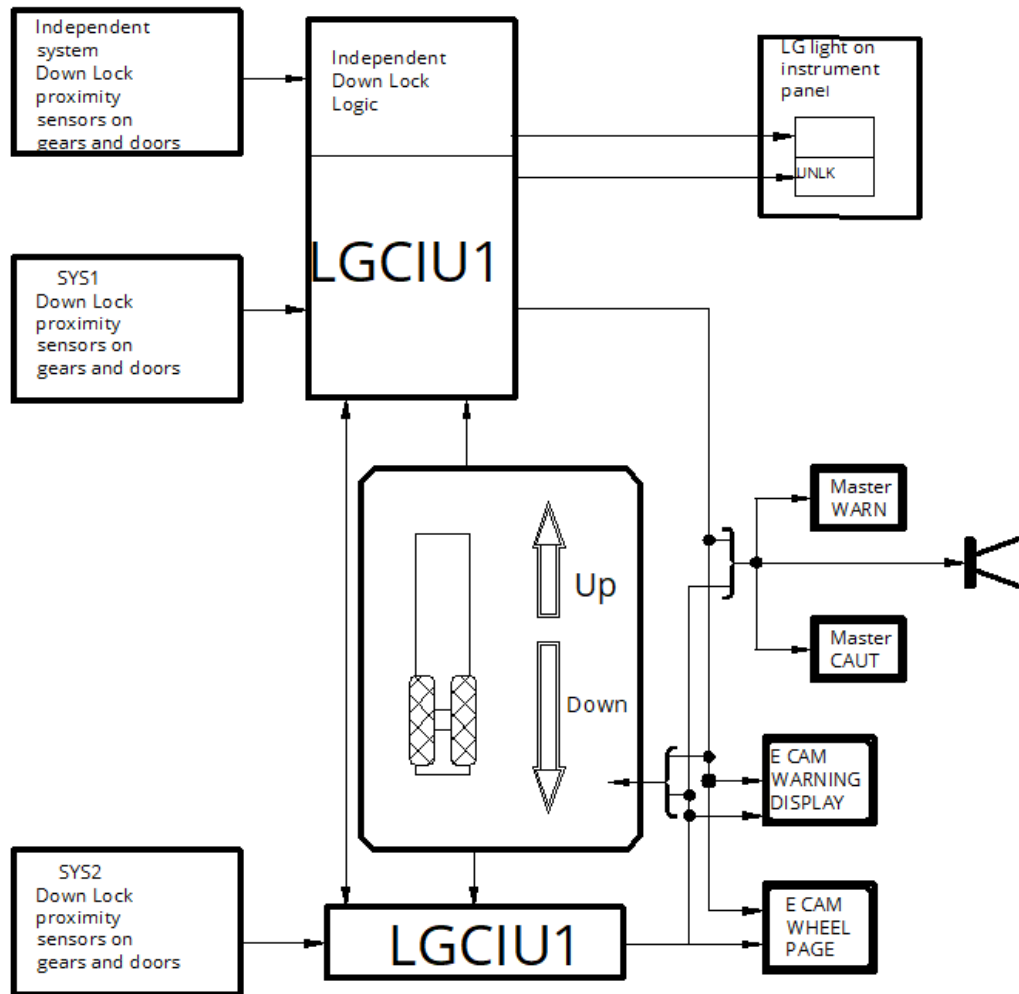 Independent
system
Down Lock
proximity
sensors on
gears and doors
Independent
Down Lock
Logic
LG light on
instrument
panel
UNLK
LGCIU1
SYS1
Down Lock
proximity
sensors on
gears and doors
Up
Down
Master
WARN
Master
CAUT
E CAM
WARNING
DISPLAY
SYS2
Down Lock
proximity
sensors on
gears and doors
LGCIU1
E CAM
WHEEL
PAGE